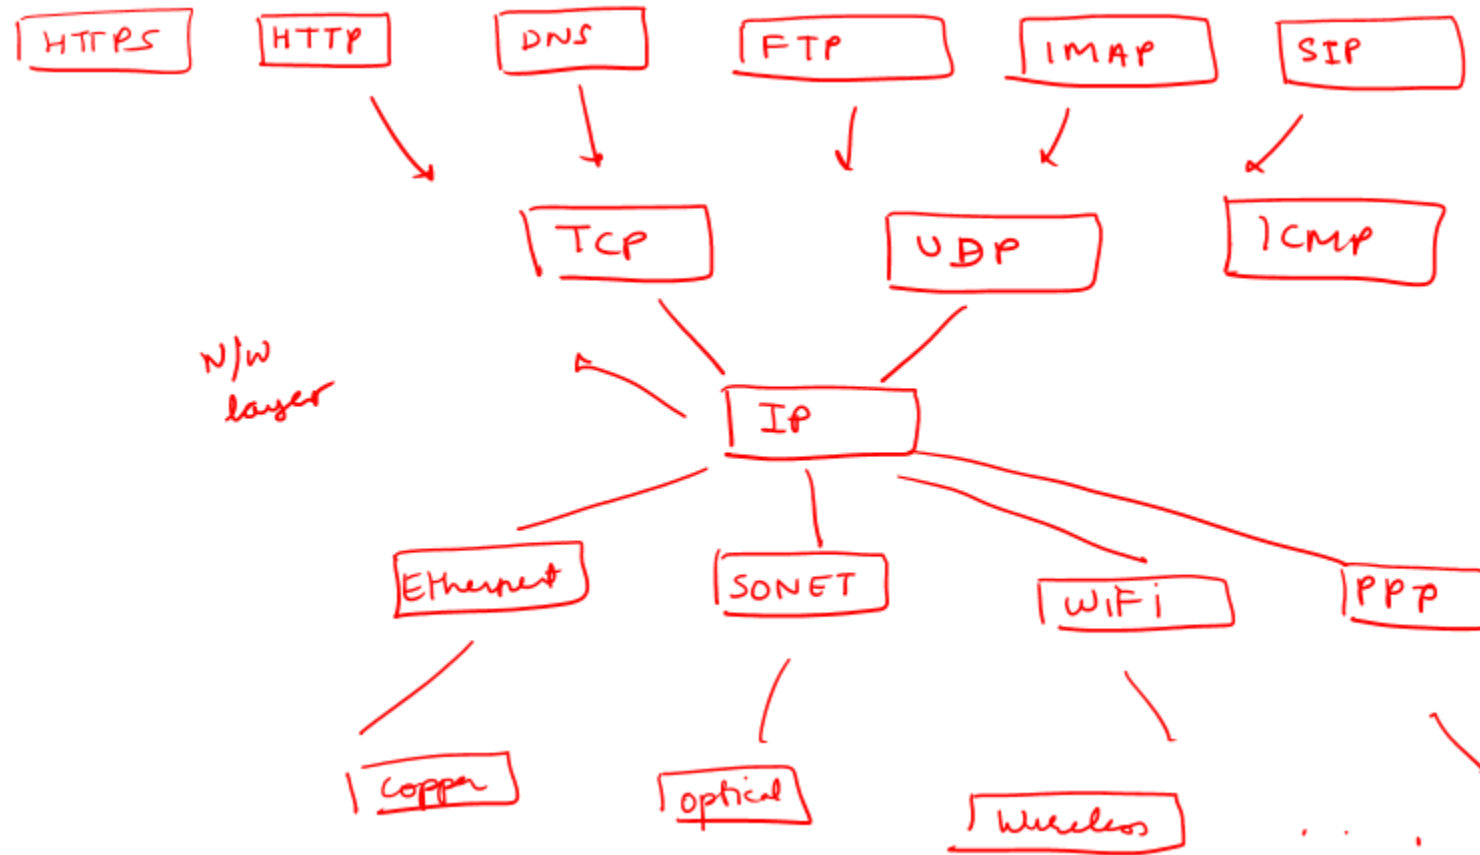 HTTPS
HTTP
DNS
FTP
IMAP
SIP
TCP
UDP
ICMP
N/W
layer
IP
Ethernet
SONET
WiFi
PPP
Copper
Optical
Wireless
. . .